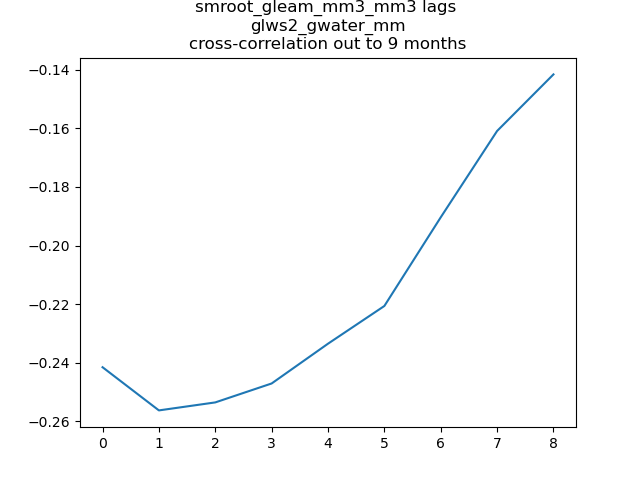 smroot_gleam_mm3_mm3 lags
glws2_gwater_mm
cross-correlation out to 9 months
−0.14
−0.16
−0.18
−0.20
−0.22
−0.24
−0.26
0 1 2 3 4 5 6 7 8